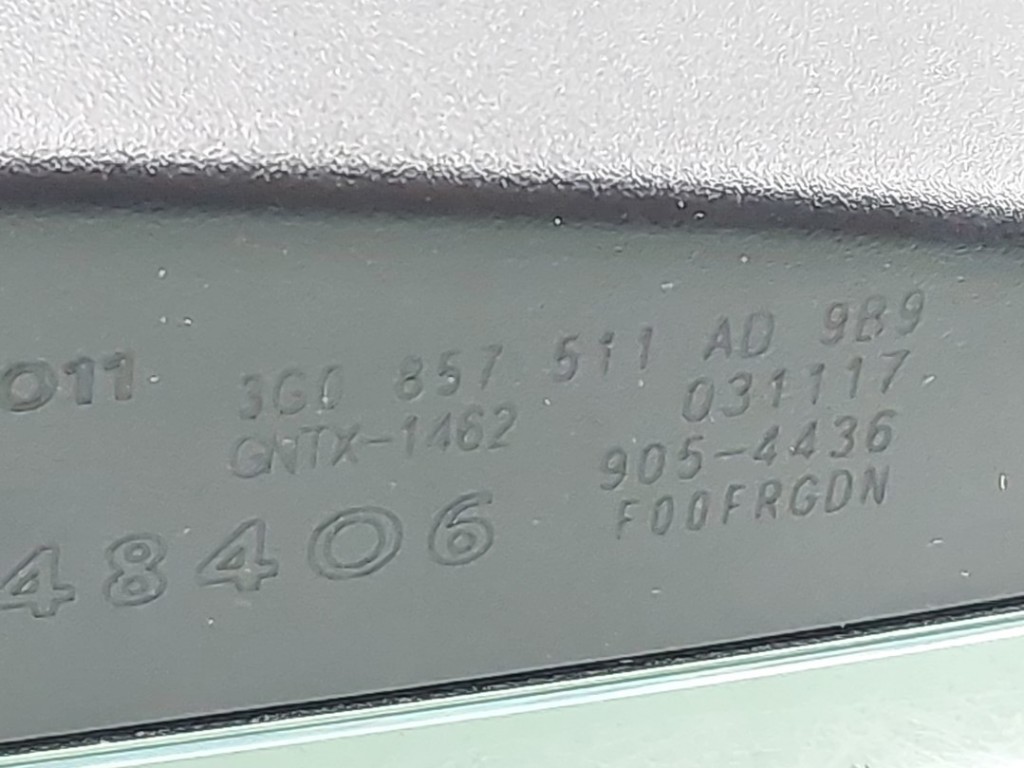 011
3G0 857 511 AD 9B9
031117
GNTX-1462
905-4436
F00FRGDN
48406